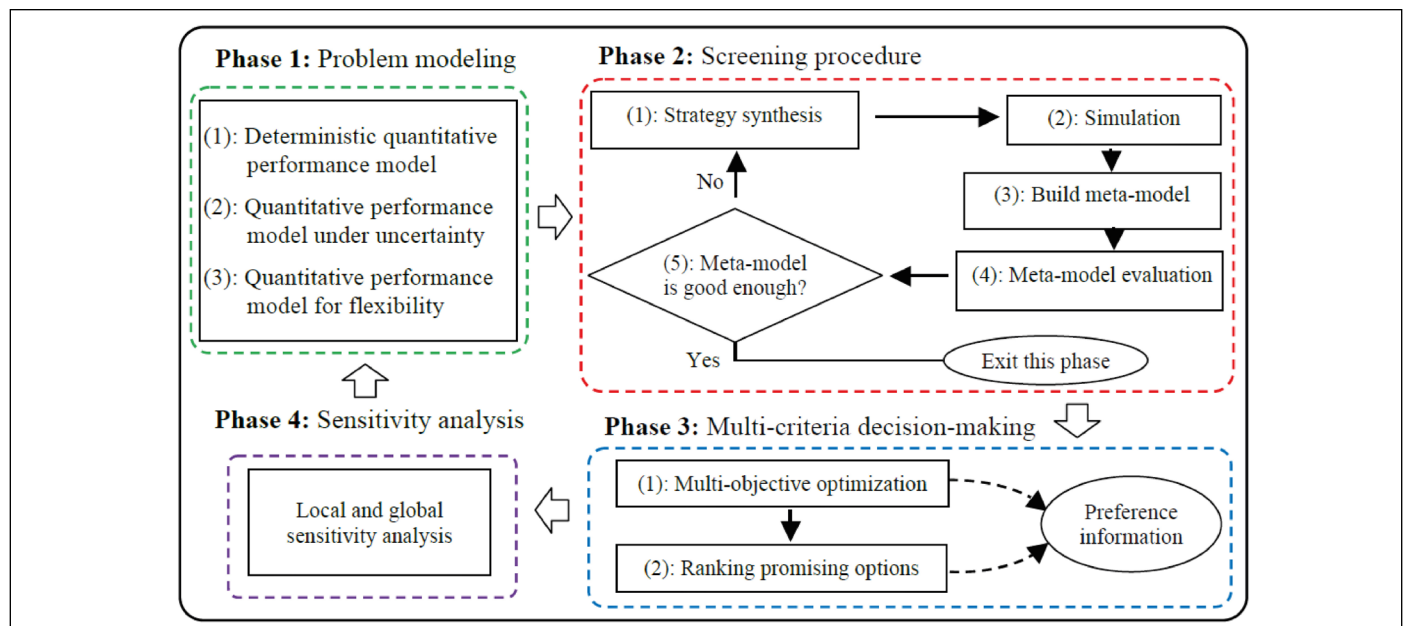 Phase 1: Problem modeling
(1): Deterministic quantitative
performance model
(2): Quantitative performance
model under uncertainty
(3): Quantitative performance
model for flexibility
Phase 2: Screening procedure
(1): Strategy synthesis
(2): Simulation
(3): Build meta-model
(4): Meta-model evaluation
(5): Meta-model
is good enough?
No
Yes
Exit this phase
Phase 3: Multi-criteria decision-making
(1): Multi-objective optimization
(2): Ranking promising options
Preference
information
Phase 4: Sensitivity analysis
Local and global
sensitivity analysis